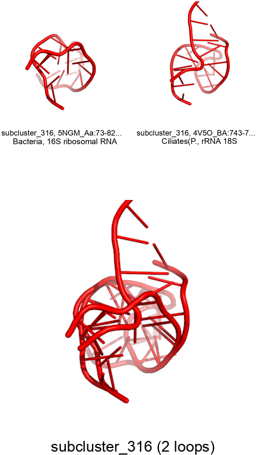 subcluster_316, 5NGM_Aa:73-82...
Bacteria, 16S ribosomal RNA
subcluster_316, 4V5O_BA:743-7...
Ciliates(P., rRNA 18S
subcluster_316 (2 loops)